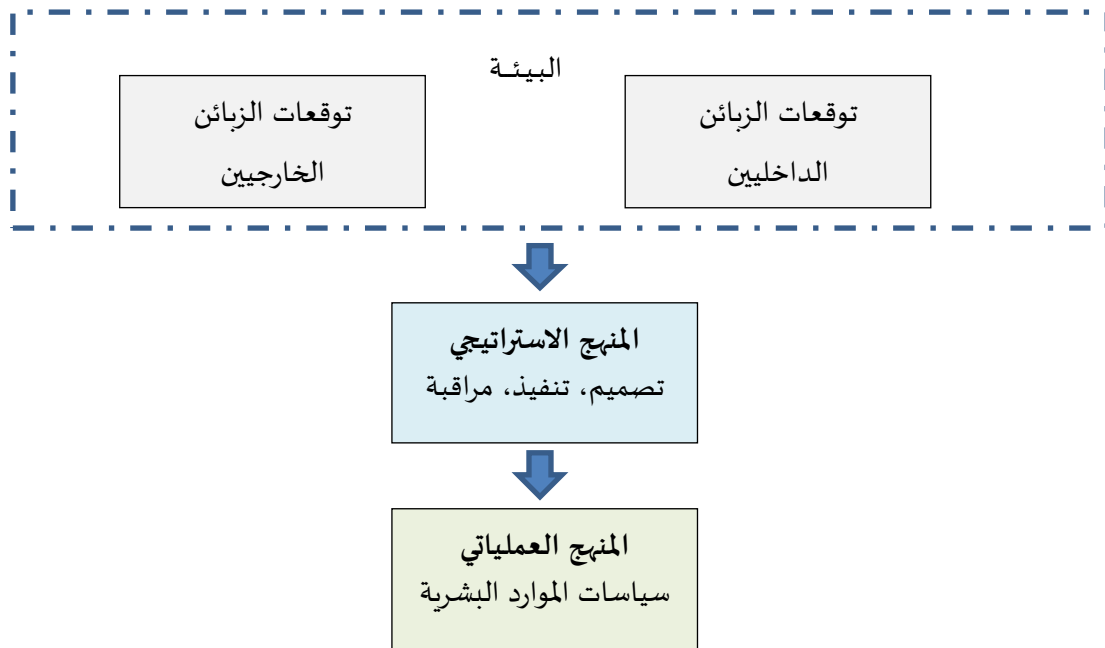 البيئـة
توقعات الزبائن
الداخليين
توقعات الزبائن
الخارجيين
المنهج الاستراتيجي
تصميم، تنفيذ، مراقبة
المنهج العملياتي
سياسات الموارد البشرية